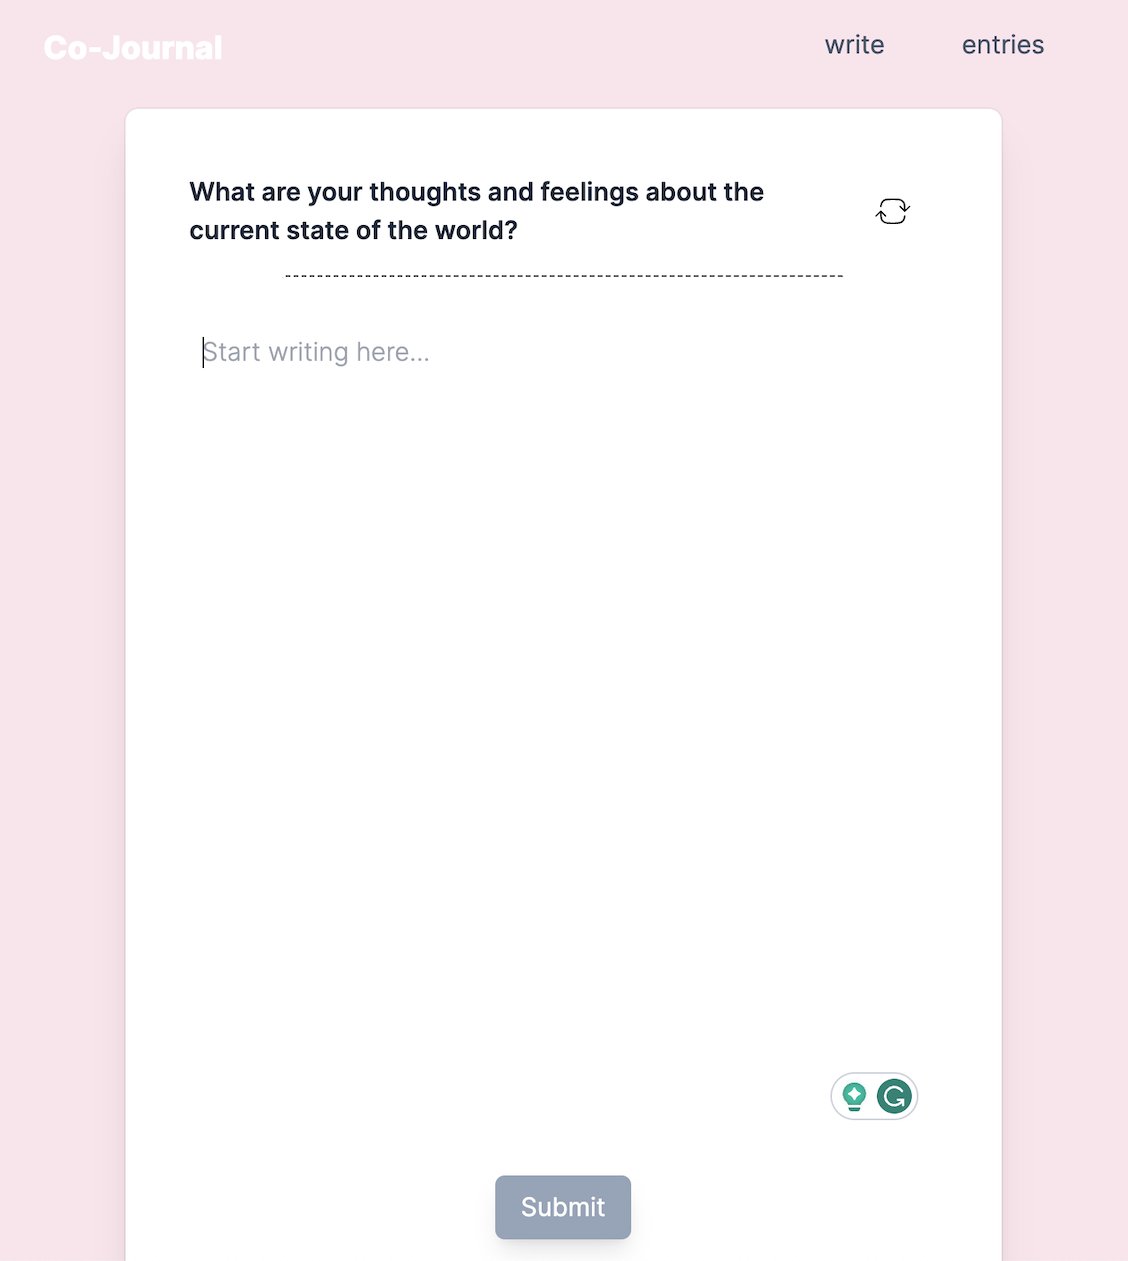 Co-Journal
write
entries
What are your thoughts and feelings about the
current state of the world?
Start writing here...
Submit